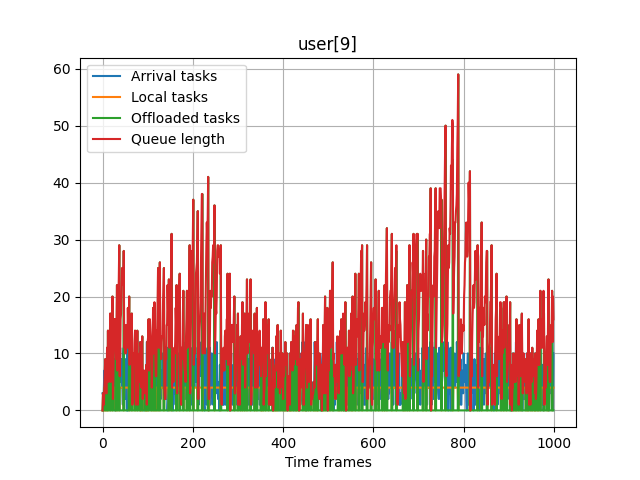 user[9]
Arrival tasks
Local tasks
Offloaded tasks
Queue length
60
50
40
30
20
10
0
0 200 400 600 800 1000
Time frames